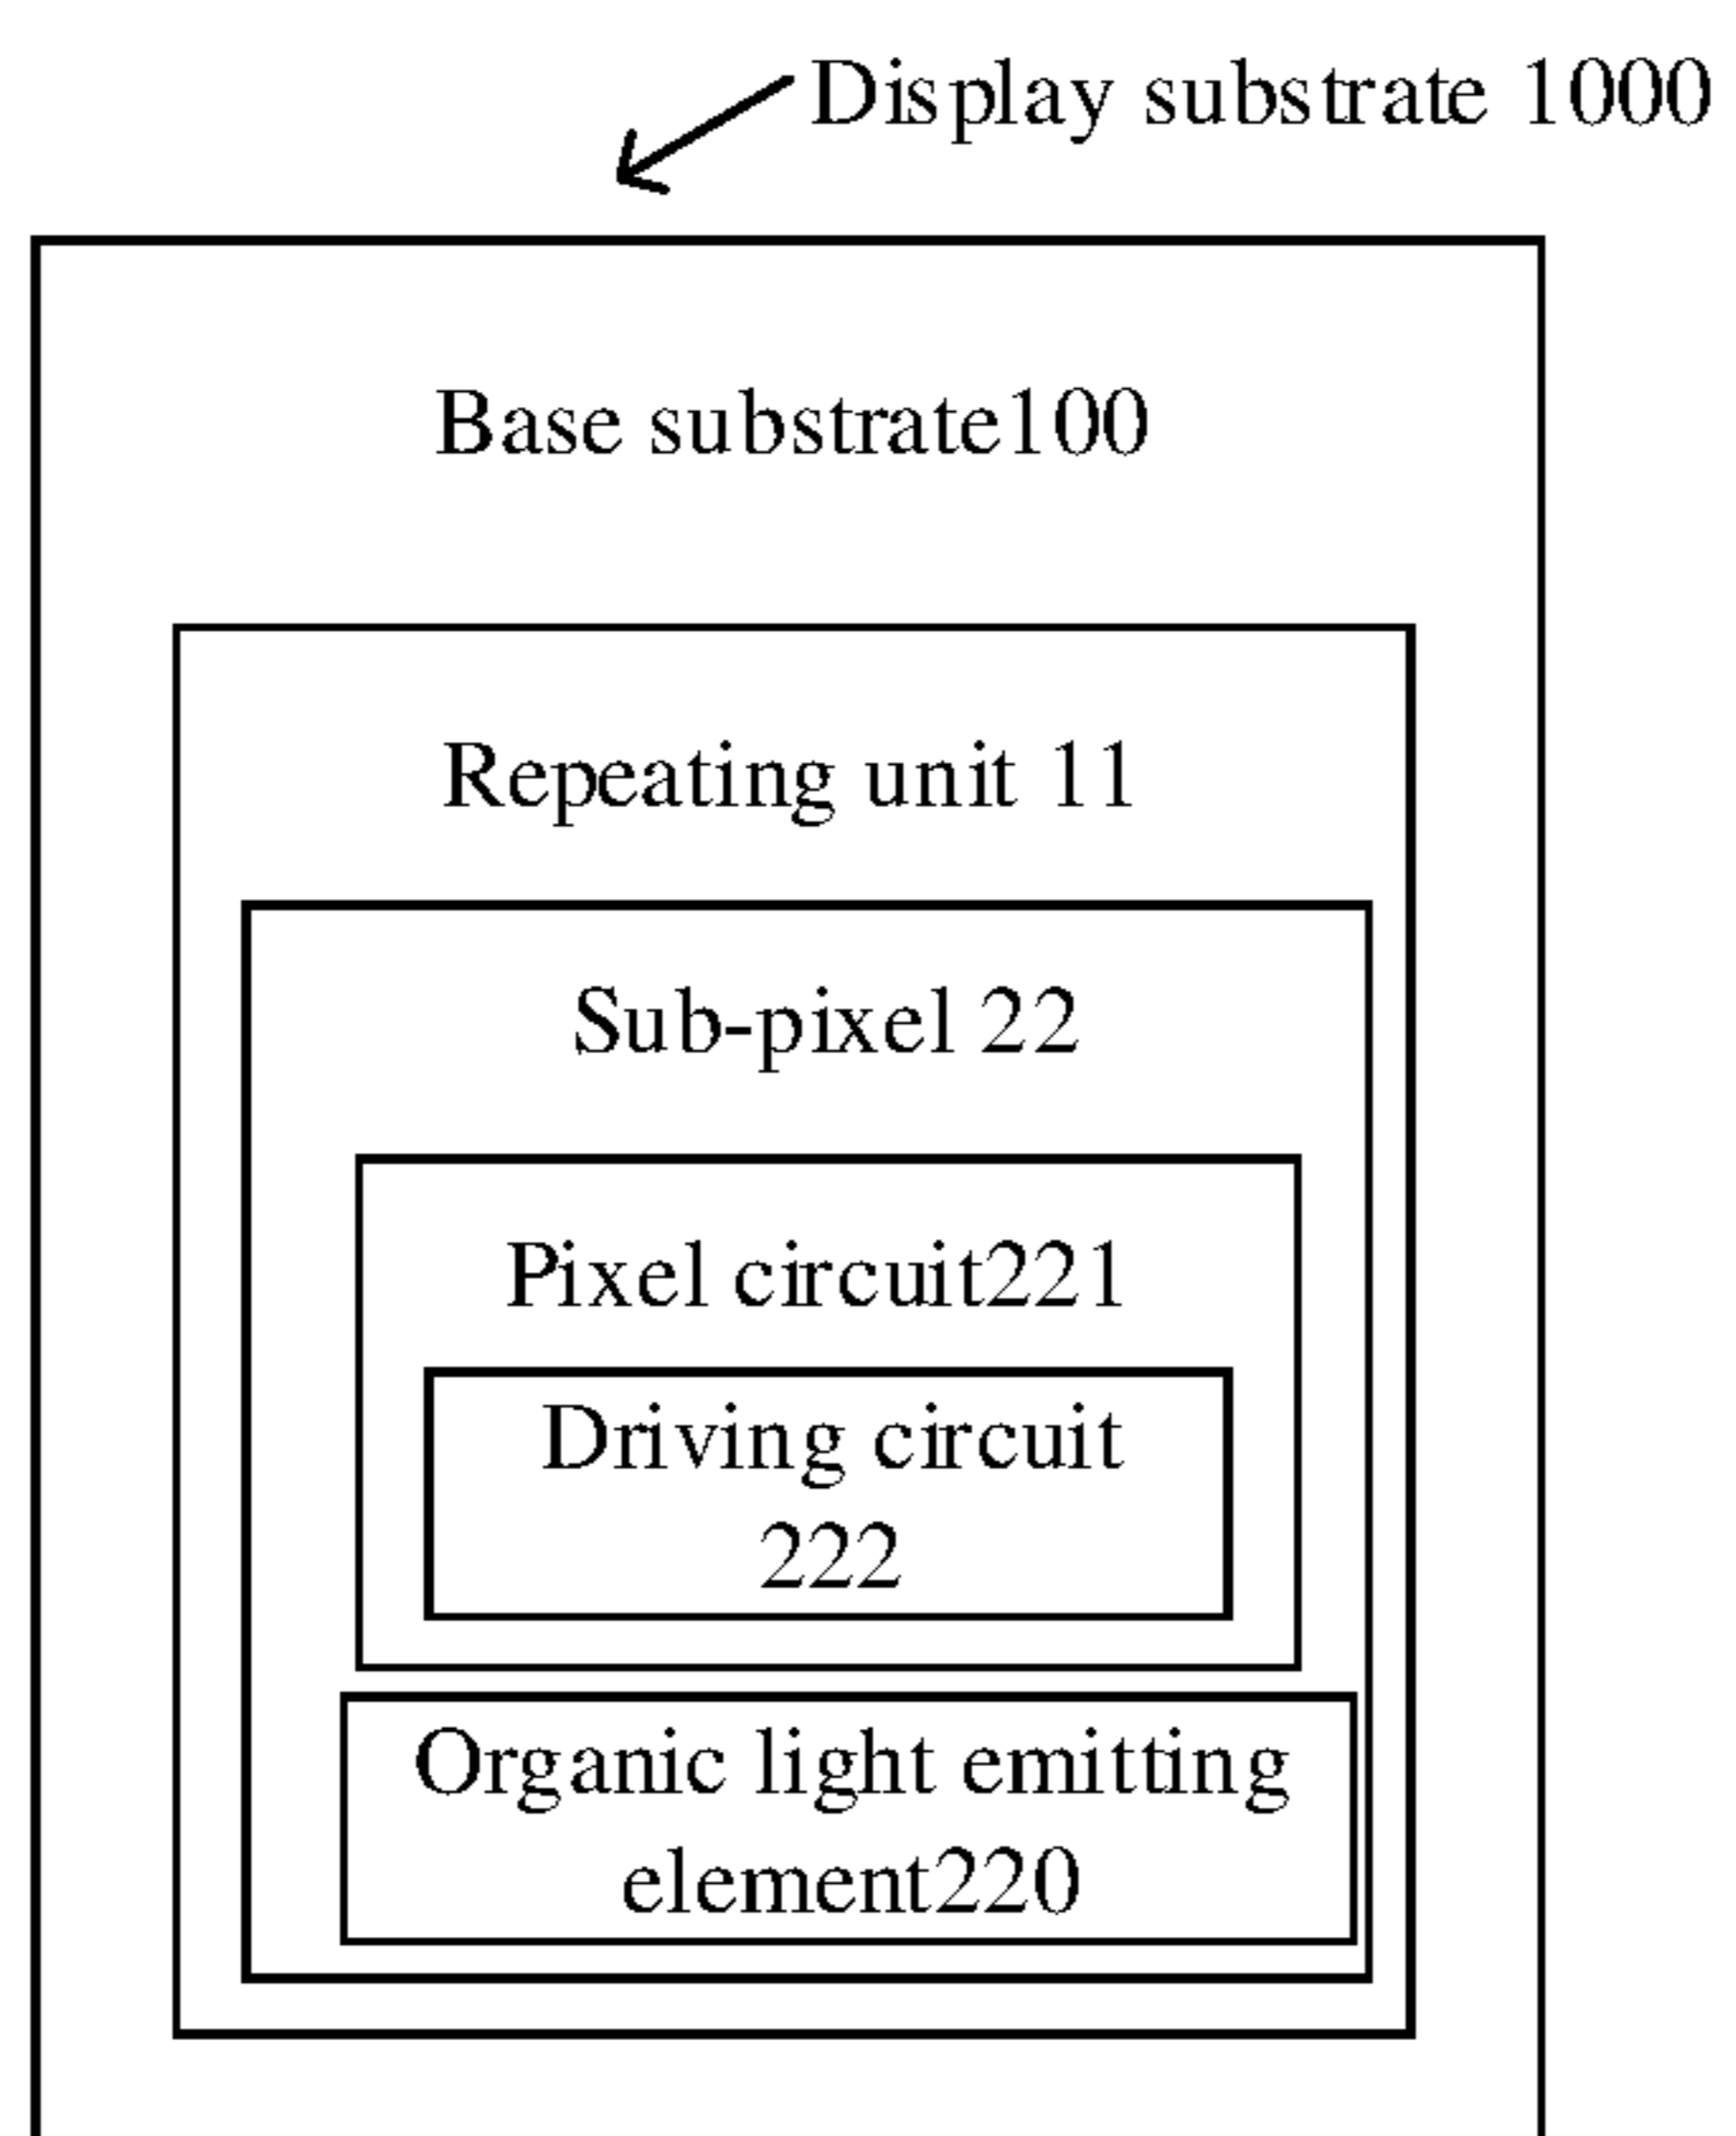 Display substrate 1000
Base substrate100
Repeating unit 11
Sub-pixel 22
Pixel circuit221
Driving circuit
222
Organic light emitting
element220